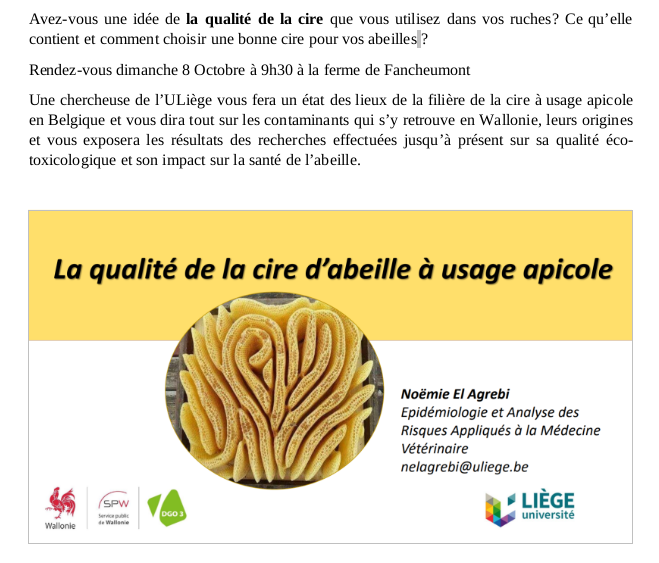 Avez-vous une idée de la qualité de la cire que vous utilisez dans vos ruches? Ce qu’elle
contient et comment choisir une bonne cire pour vos abeilles ?
Rendez-vous dimanche 8 Octobre à 9h30 à la ferme de Fancheumont
Une chercheuse de l’ULiège vous fera un état des lieux de la filière de la cire à usage apicole
en Belgique et vous dira tout sur les contaminants qui s’y retrouve en Wallonie, leurs origines
et vous exposera les résultats des recherches effectuées jusqu’à présent sur sa qualité éco-
toxicologique et son impact sur la santé de l’abeille.
La qualité de la cire d’abeille à usage apicole
Noëmie El Agrebi
Epidémiologie et Analyse des
Risques Appliqués à la Médecine
Vétérinaire
nelagrebi@uliege.be
Wallonie
SPW
Service public
de Wallonie
DGO 3
LIÈGE
université